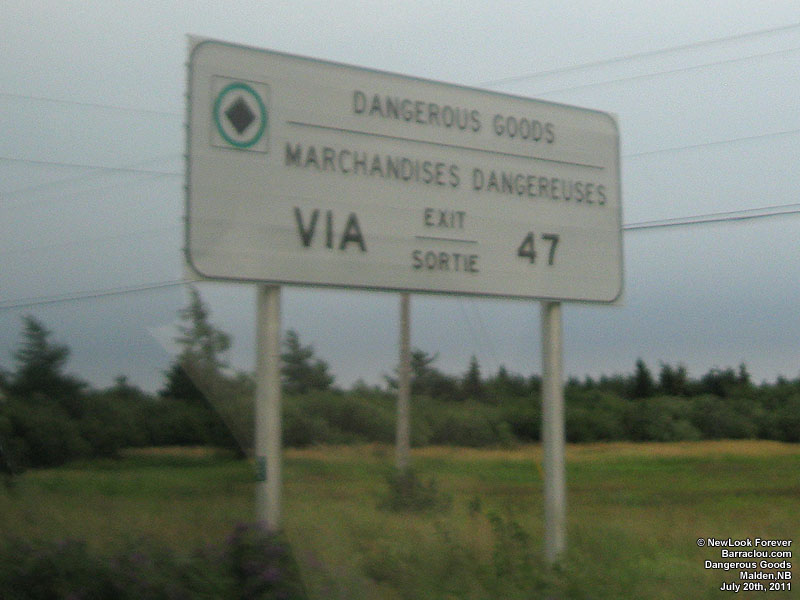 DANGEROUS GOODS
MARCHANDISES DANGEREUSES
VIA EXIT SORTIE 47
© NewLook Forever
Barraclou.com
Dangerous Goods
Malden,NB
July 20th, 2011